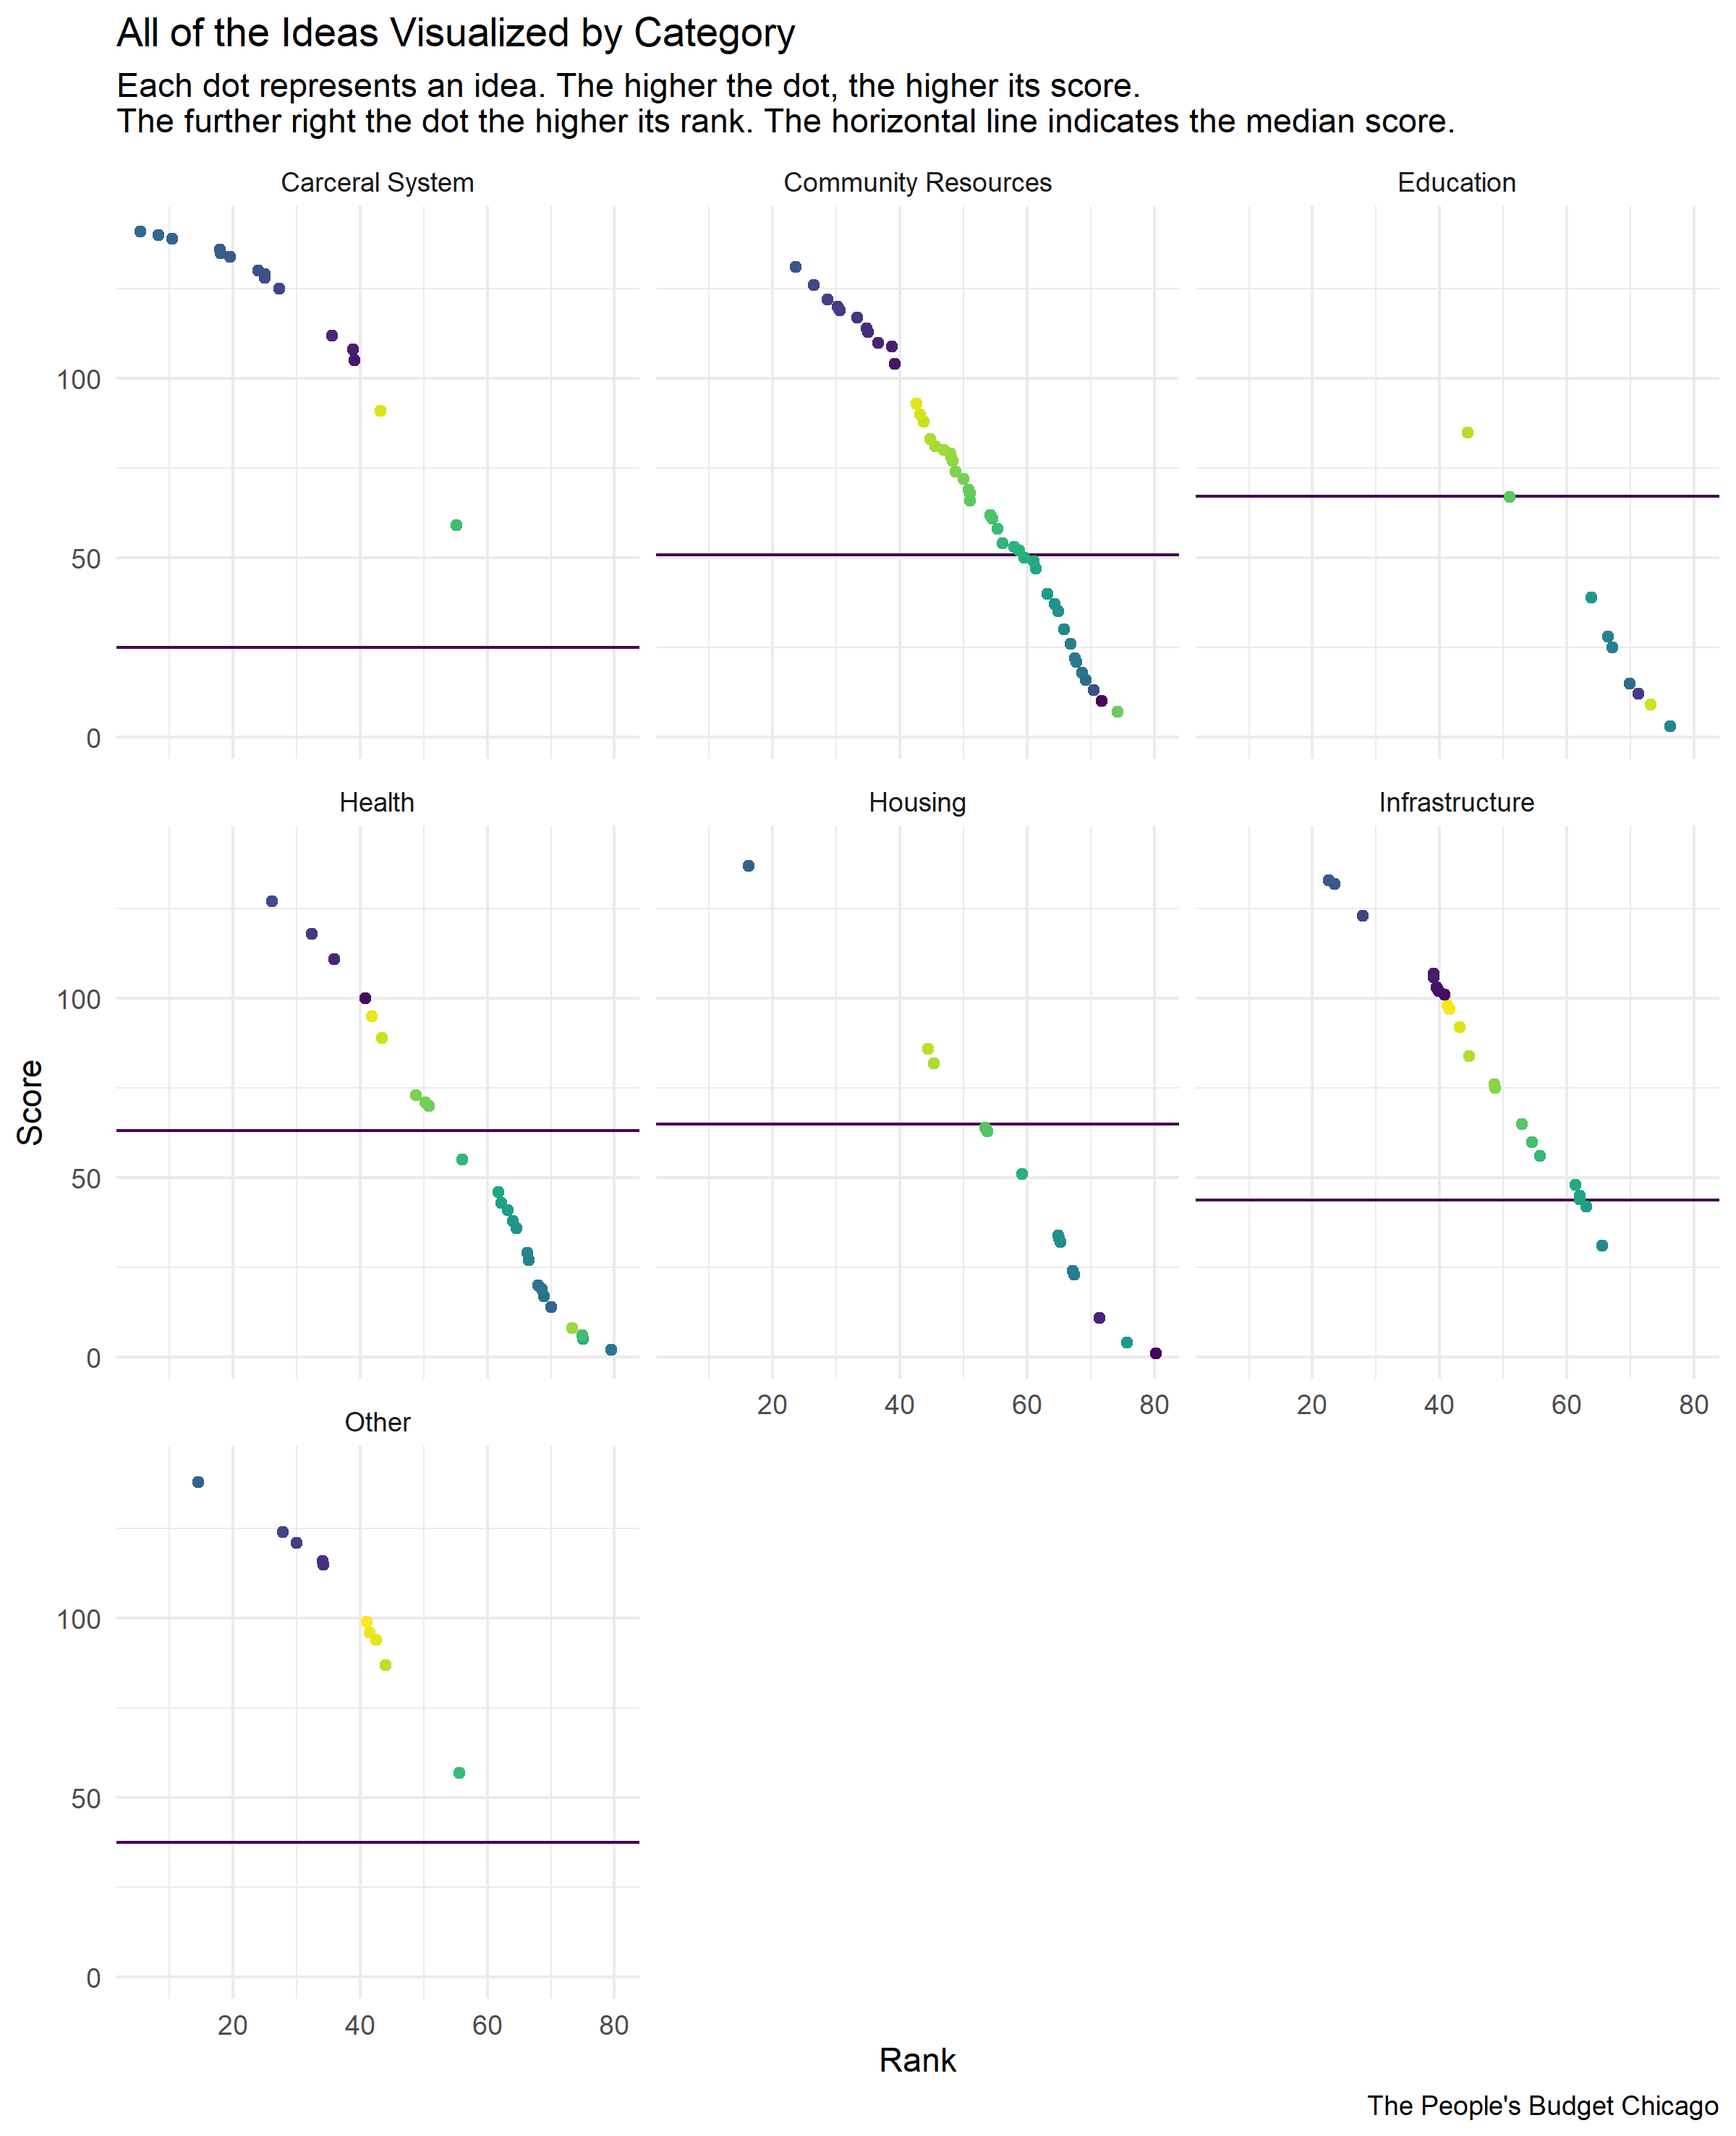 All of the Ideas Visualized by Category
Each dot represents an idea. The higher the dot, the higher its score.
The further right the dot the higher its rank. The horizontal line indicates the median score.
Carceral System
Community Resources
Education
100
50
0
Health
Housing
Infrastructure
100
50
0
20 40 60 80
20 40 60 80
Other
100
50
0
20 40 60 80
Score
Rank
The People's Budget Chicago